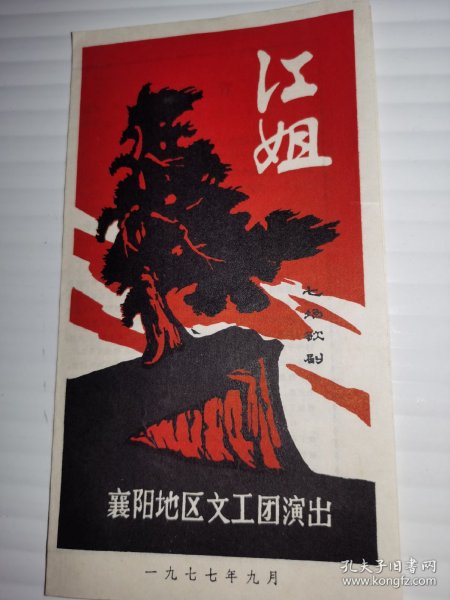 江姐
七场歌剧
襄阳地区文工团演出
一九七七年九月
孔夫子旧书网
www.kongfz.com